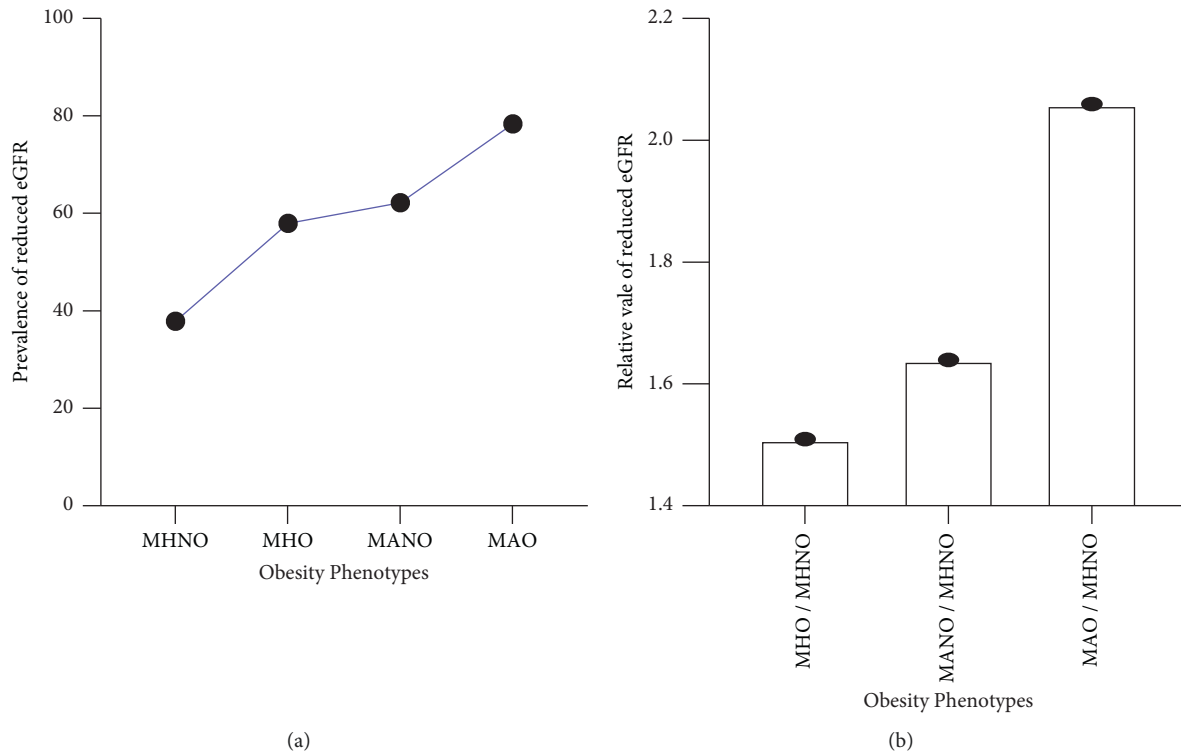 Prevalence of reduced eGFR
100
80
60
40
20
0
MHNO
MHO
MANO
MAO
Obesity Phenotypes
(a)
Relative vale of reduced eGFR
2.2
2.0
1.8
1.6
1.4
MHO / MHNO
MANO / MHNO
MAO / MHNO
Obesity Phenotypes
(b)